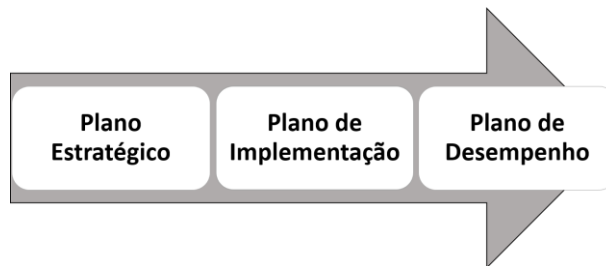 Plano
Estratégico
Plano de
Implementação
Plano de
Desempenho